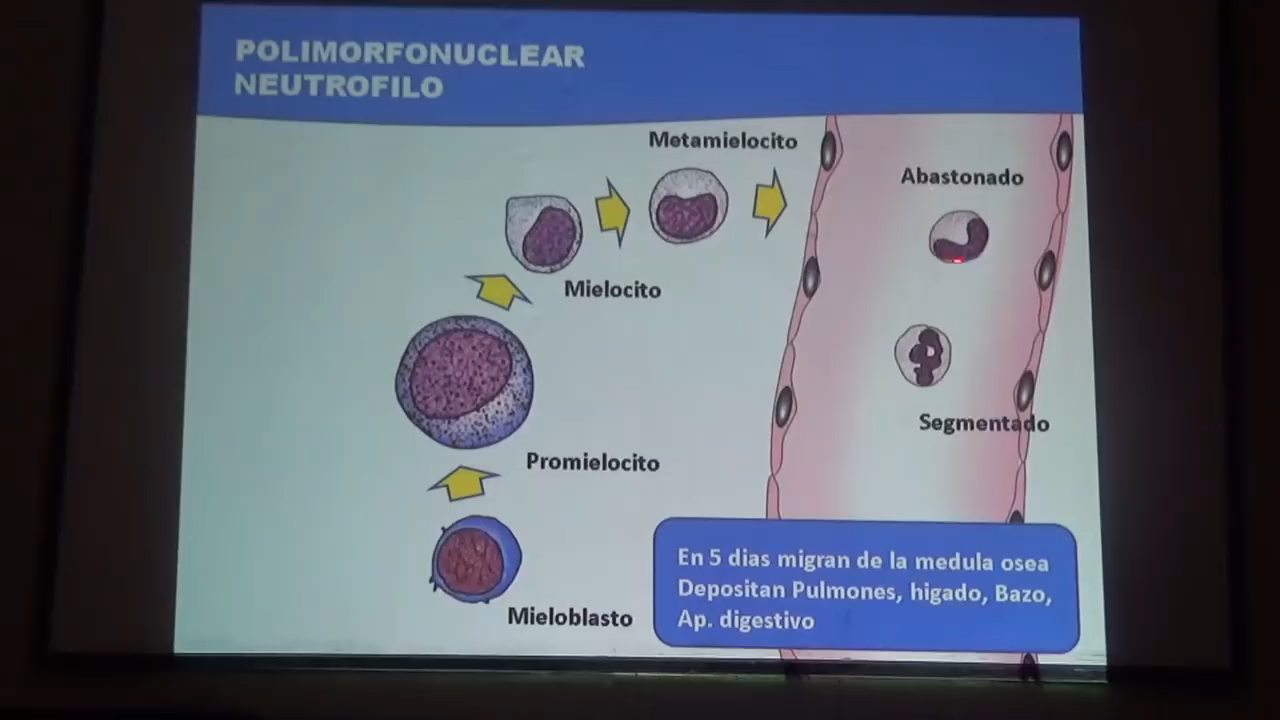 POLIMORFONUCLEAR
NEUTROFILO
Metamielocito
Abastonado
Mielocito
Segmentado
Promielocito
Mieloblasto
En 5 dias migran de la medula osea
Depositan Pulmones, higado, Bazo,
Ap. digestivo